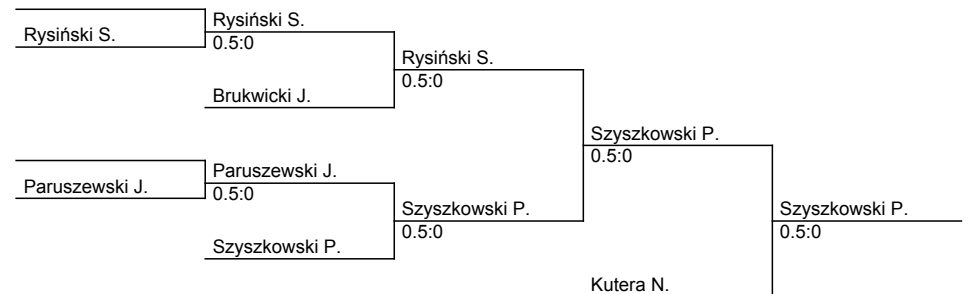 Rysiński S.
Rysiński S.
0.5:0
Rysiński S.
0.5:0
Brukwicki J.
Szyszkowski P.
0.5:0
Paruszewski J.
Paruszewski J.
0.5:0
Szyszkowski P.
0.5:0
Szyszkowski P.
0.5:0
Szyszkowski P.
Kutera N.